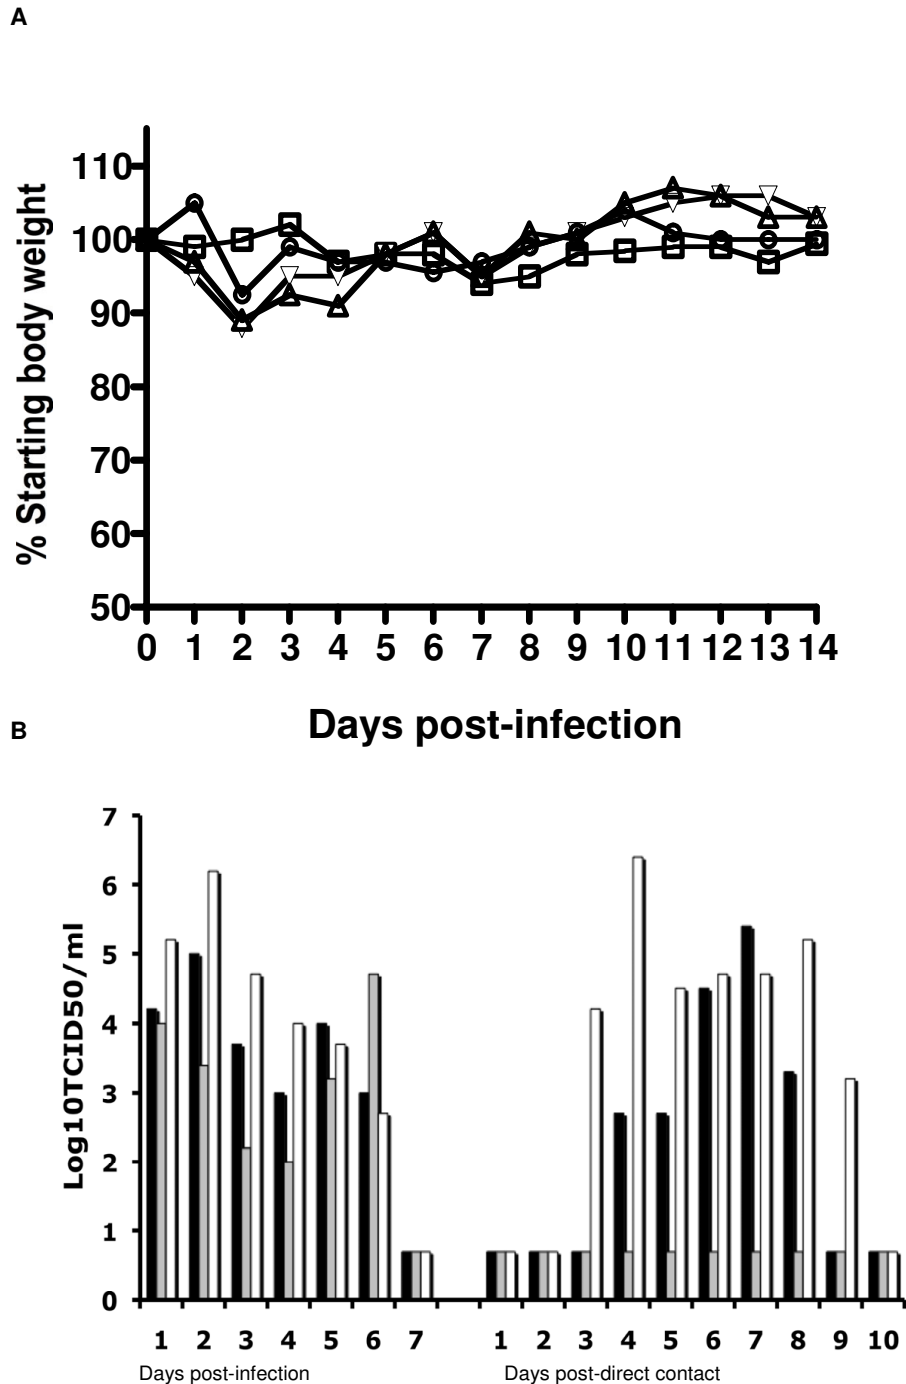 A
110
100
90
80
70
60
50
% Starting body weight
0 1 2 3 4 5 6 7 8 9 10 11 12 13 14
Days post-infection
B
7
6
5
4
3
2
1
0
Log10TCID50/ml
1 2 3 4 5 6 7 1 2 3 4 5 6 7 8 9 10
Days post-infection Days post-direct contact